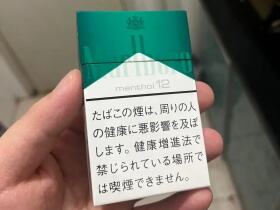 Marlboro
menthol 12
たばこの煙は、周りの人
の健康に悪影響を及ぼ
します。健康増進法で
禁じられている場所で
は喫煙できません。